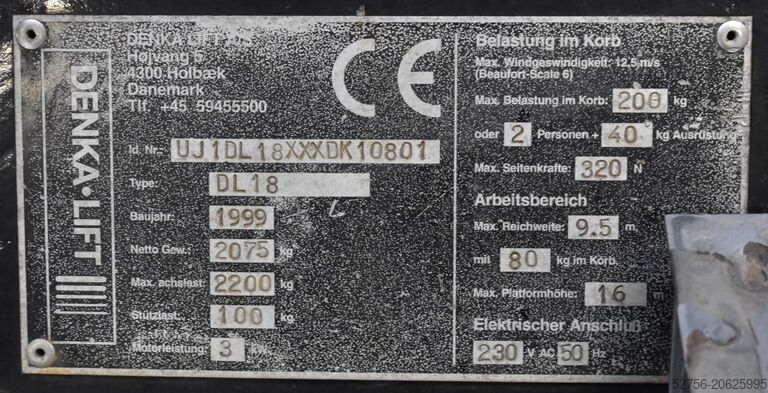 DENKA·LIFT
DENKA LIFT A/S
Højvang 5
4300 Holbæk
Dänemark
Tlf. +45 59455500
CE
Id. Nr.: UJ1DL18XXXDK10801
Type: DL18
Baujahr: 1999
Netto Gew.: 2075 kg
Max. achslast: 2200 kg
Stützlast: 100 kg
Motorleistung: 3 kW
Belastung im Korb
Max. Windgeswindigkeit: 12,5 m/s
(Beaufort-Scale 6)
Max. Belastung im Korb: 200 kg
oder 2 Personen + 40 kg Ausrüstung
Max. Seitenkrafte: 320 N
Arbeitsbereich
Max. Reichweite: 9.5 m.
mit 80 kg im Korb
Max. Platformhöhe: 16 m
Elektrischer Anschluß
230 V AC 50 Hz
52756-20625995